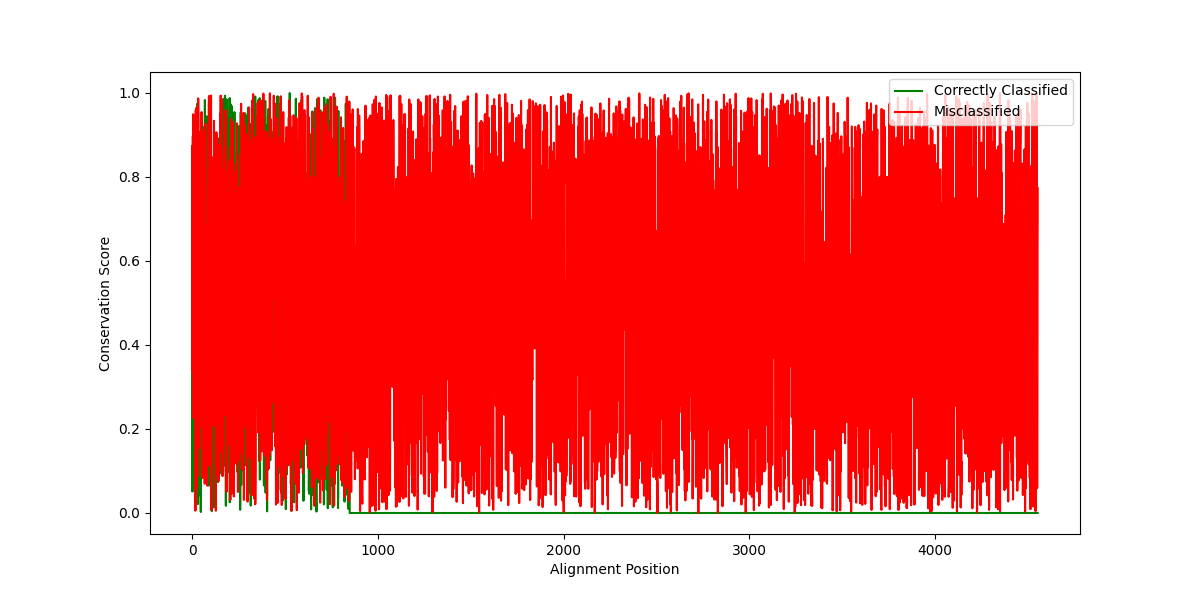 Correctly Classified
Misclassified
1.0
0.8
0.6
0.4
0.2
0.0
Conservation Score
0 1000 2000 3000 4000
Alignment Position